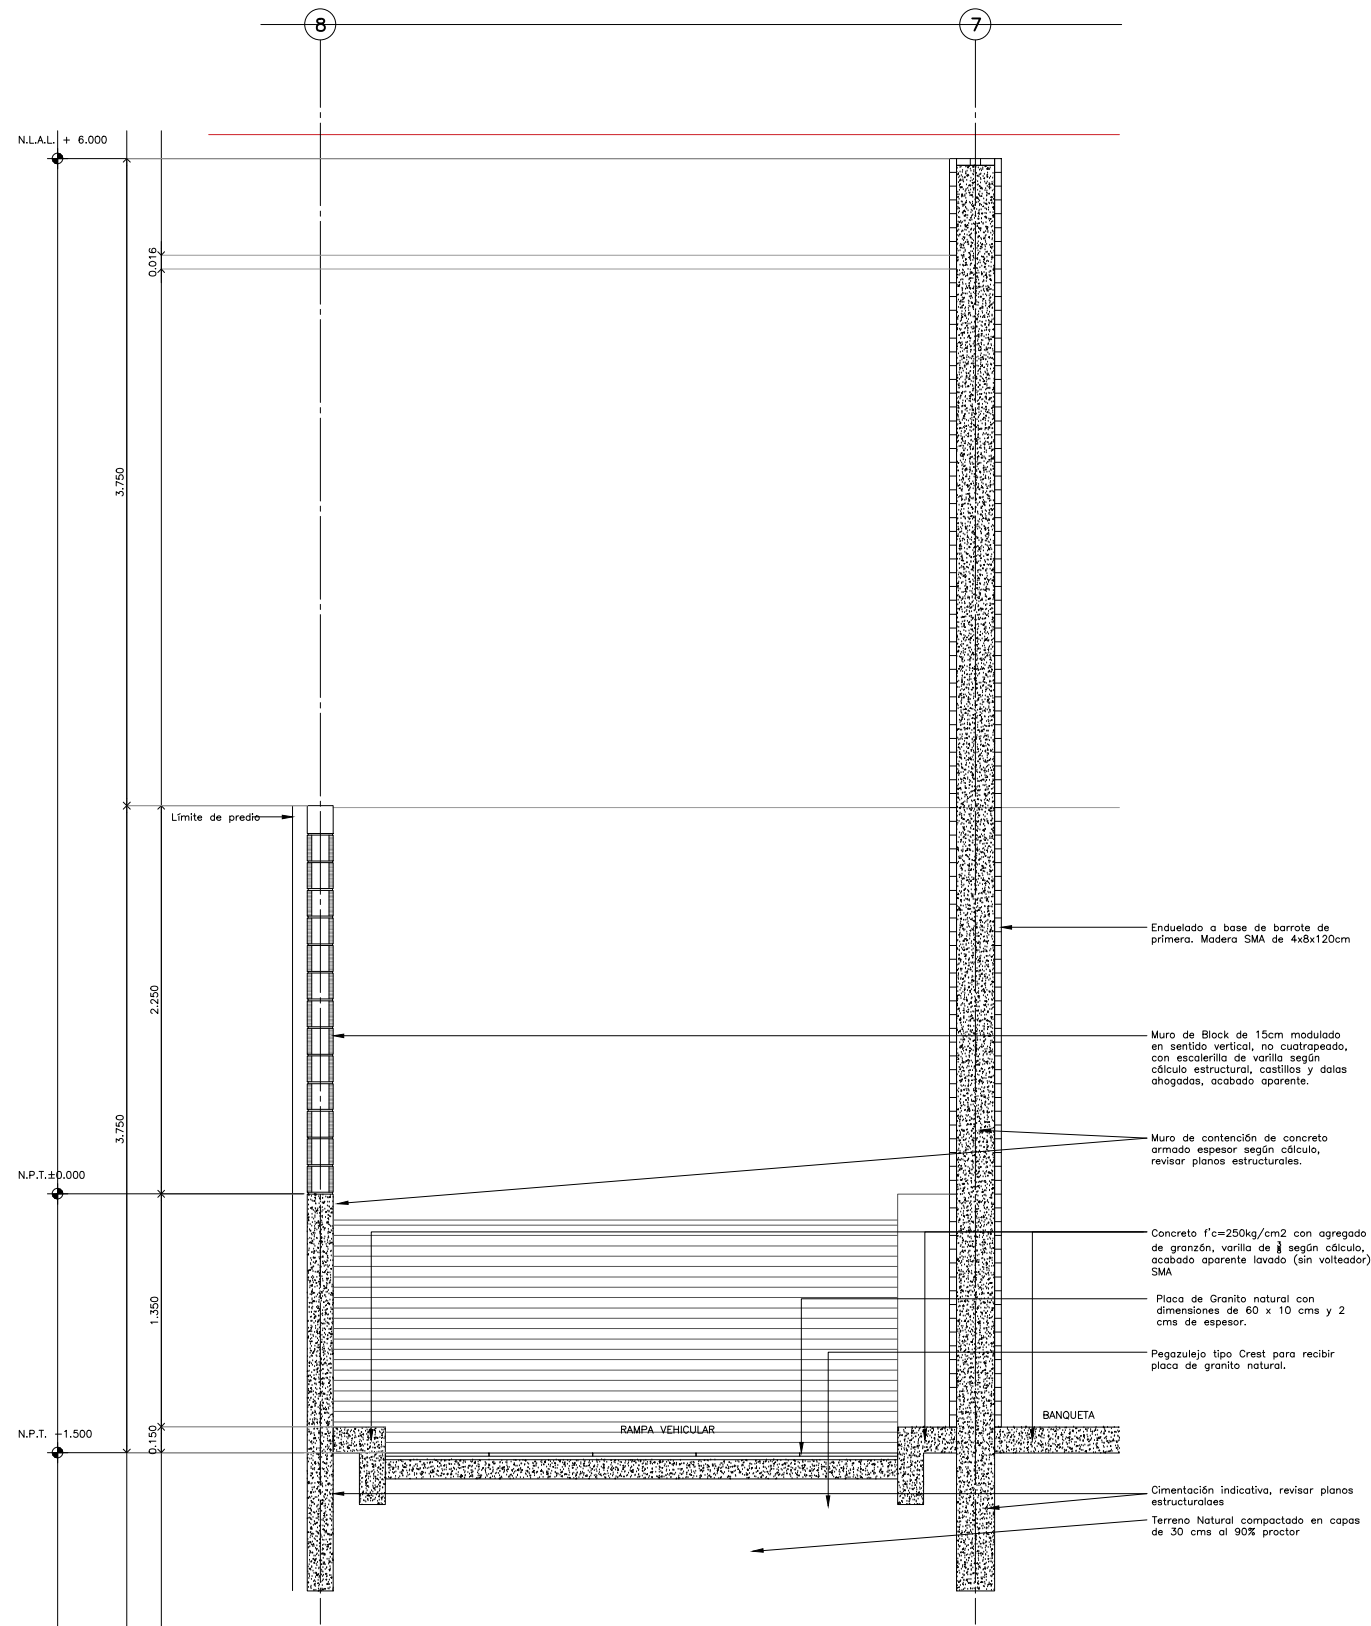 8
7
N.L.A.L. + 6.000
0.016
3.750
Límite de predio
Enduelado a base de barrote de
primera. Madera SMA de 4x8x120cm
2.250
Muro de Block de 15cm modulado
en sentido vertical, no cuatrapeado,
con escalerilla de varilla según
cálculo estructural, castillos y dalas
ahogadas, acabado aparente.
3.750
Muro de contención de concreto
armado espesor según cálculo,
revisar planos estructurales.
N.P.T.±0.000
Concreto f'c=250kg/cm2 con agregado
de granzón, varilla de según cálculo,
acabado aparente lavado (sin volteador)
SMA
1.350
Placa de Granito natural con
dimensiones de 60 x 10 cms y 2
cms de espesor.
Pegazulejo tipo Crest para recibir
placa de granito natural.
BANQUETA
RAMPA VEHICULAR
N.P.T. -1.500
0.150
Cimentación indicativa, revisar planos
estructuralaes
Terreno Natural compactado en capas
de 30 cms al 90% proctor